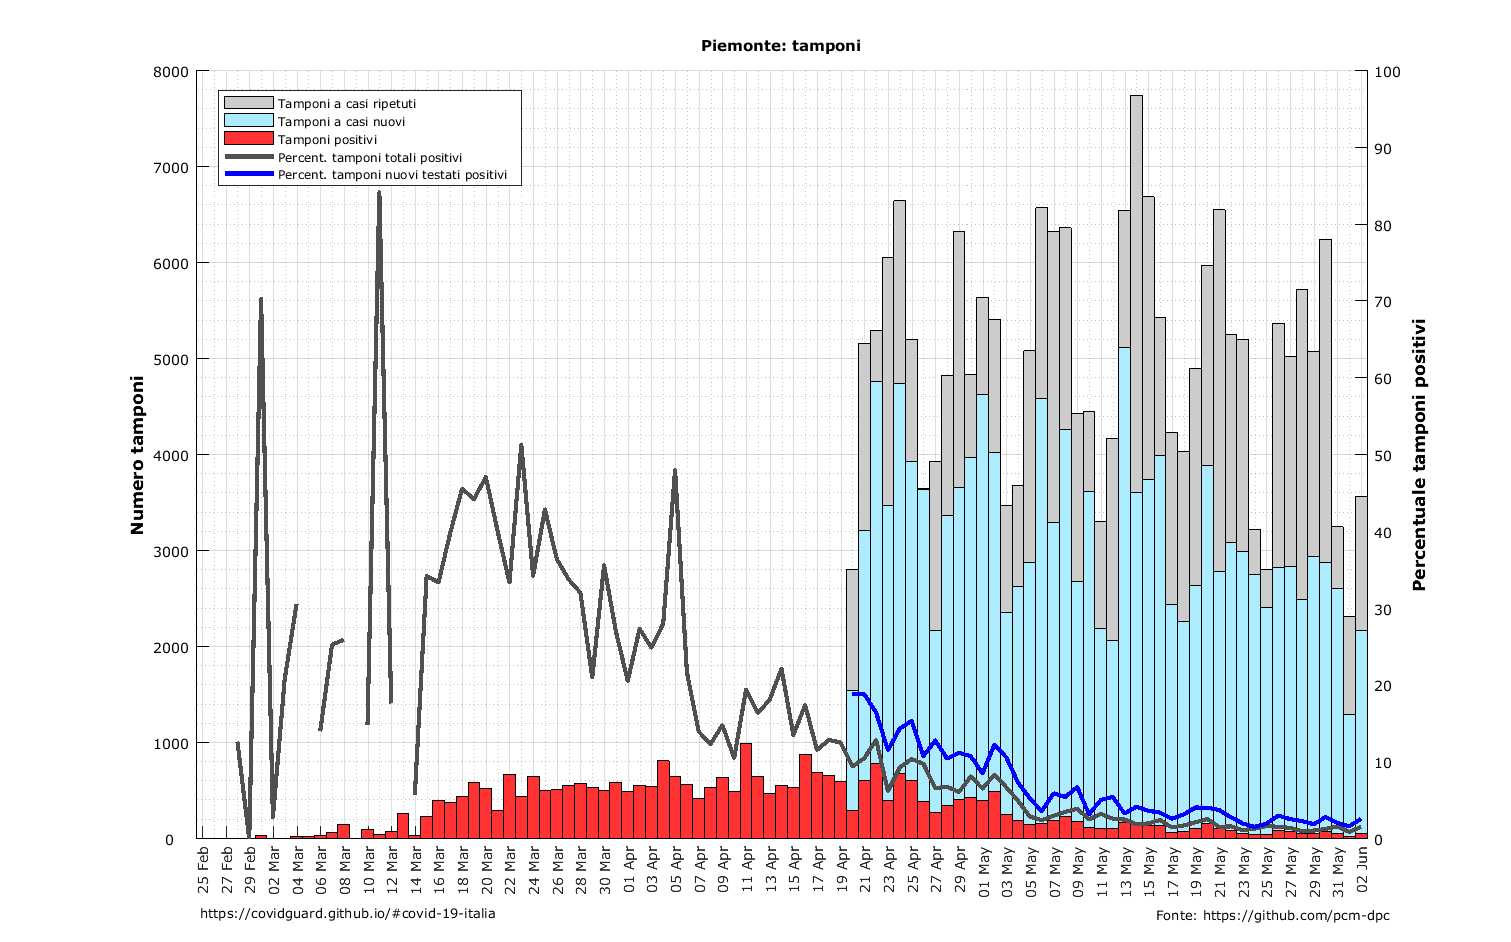 Piemonte: tamponi
8000
7000
6000
5000
4000
3000
2000
1000
0
Numero tamponi
Tamponi a casi ripetuti
Tamponi a casi nuovi
Tamponi positivi
Percent. tamponi totali positivi
Percent. tamponi nuovi testati positivi
100
90
80
70
60
50
40
30
20
10
0
Percentuale tamponi positivi
25 Feb
27 Feb
29 Feb
02 Mar
04 Mar
06 Mar
08 Mar
10 Mar
12 Mar
14 Mar
16 Mar
18 Mar
20 Mar
22 Mar
24 Mar
26 Mar
28 Mar
30 Mar
01 Apr
03 Apr
05 Apr
07 Apr
09 Apr
11 Apr
13 Apr
15 Apr
17 Apr
19 Apr
21 Apr
23 Apr
25 Apr
27 Apr
29 Apr
01 May
03 May
05 May
07 May
09 May
11 May
13 May
15 May
17 May
19 May
21 May
23 May
25 May
27 May
29 May
31 May
02 Jun
https://covidguard.github.io/#covid-19-italia
Fonte: https://github.com/pcm-dpc